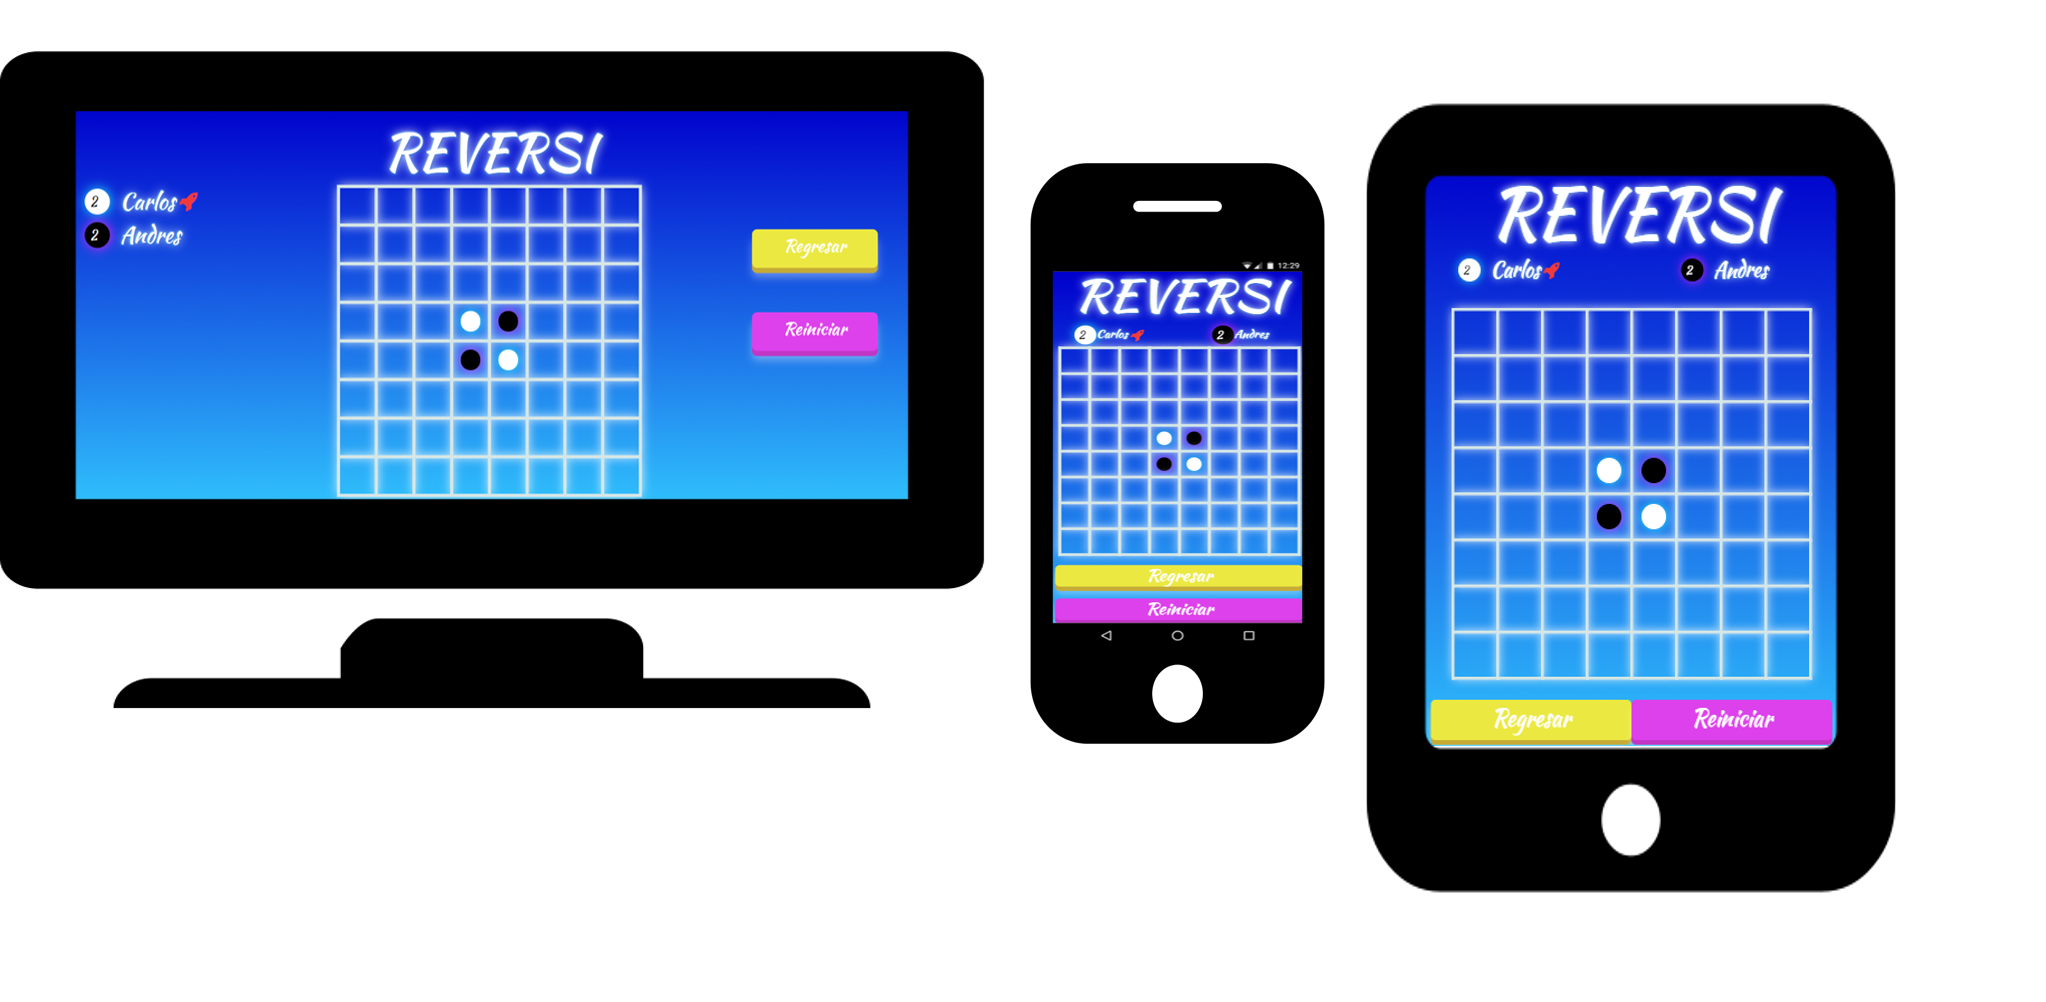 REVERSI
2 Carlos
2 Andres
Regresar
Reiniciar
12:29
REVERSI
2 Carlos 2 Andres
Regresar
Reiniciar
REVERSI
2 Carlos 2 Andres
Regresar Reiniciar